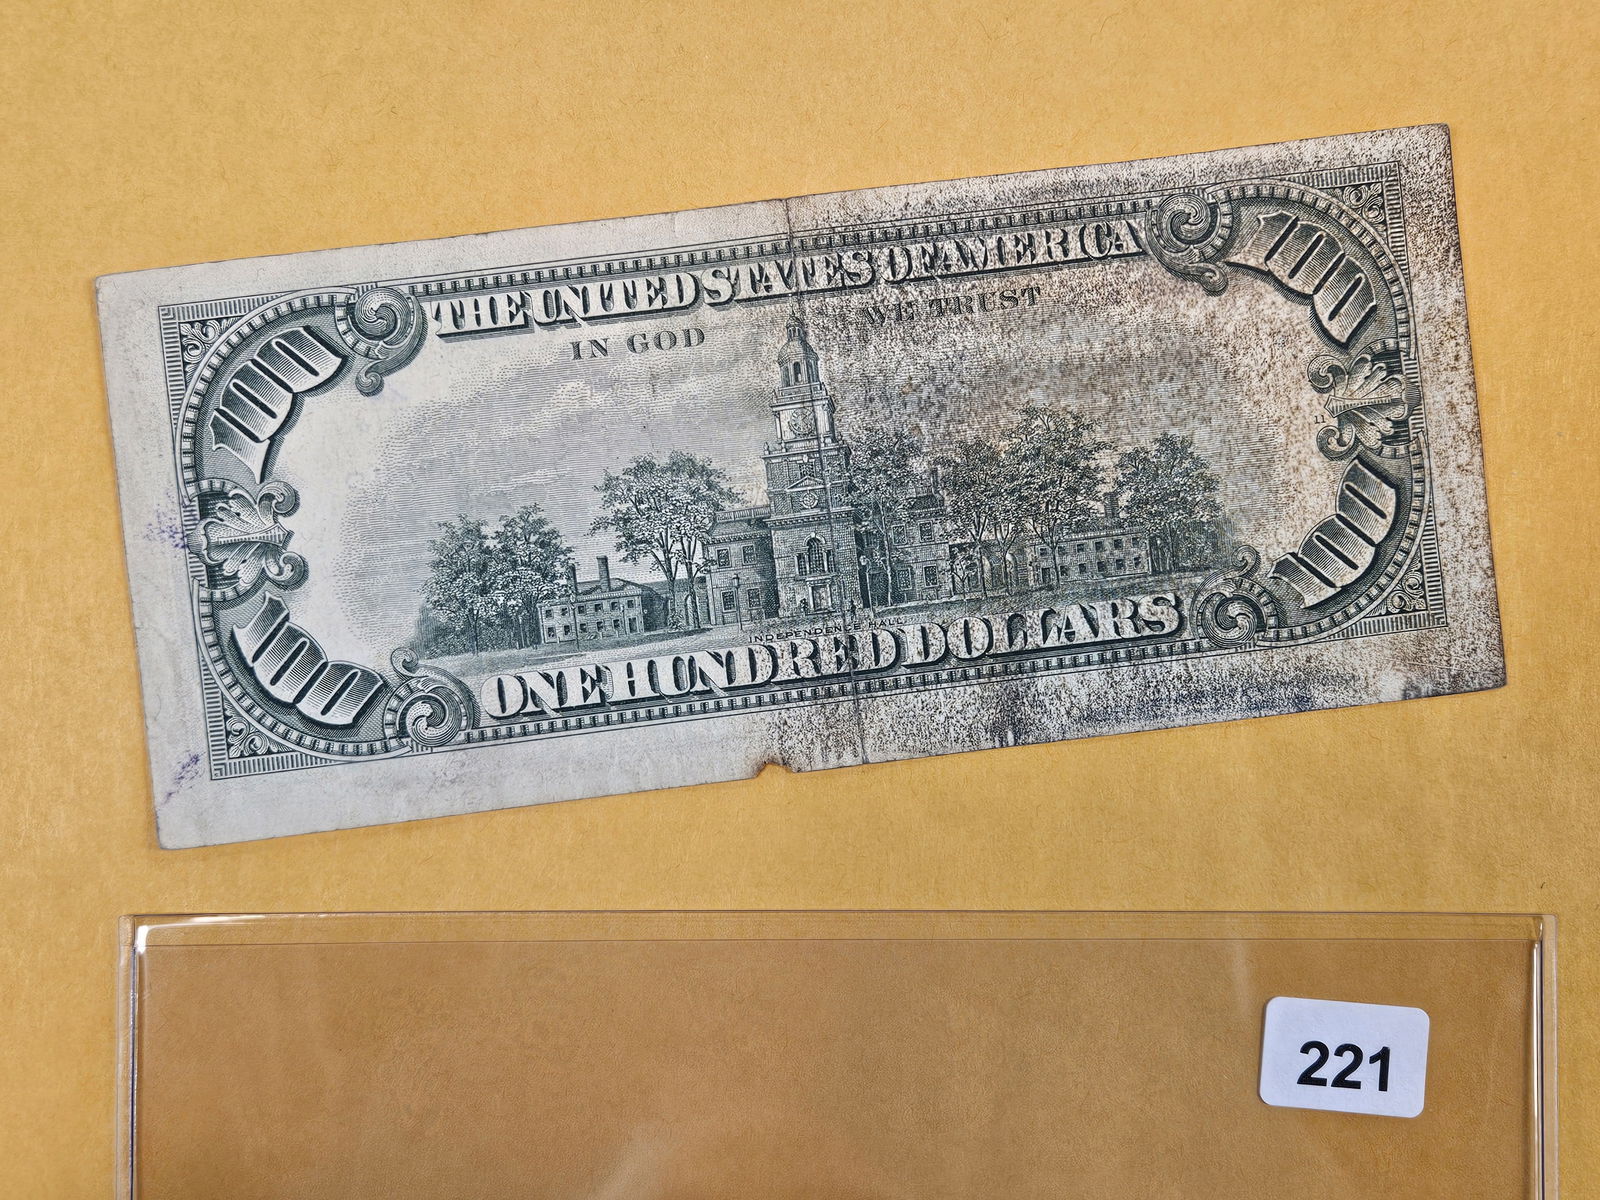 THE UNITED STATES OF AMERICA
IN GOD WE TRUST
100
100
100
100
INDEPENDENCE HALL
ONE HUNDRED DOLLARS
221